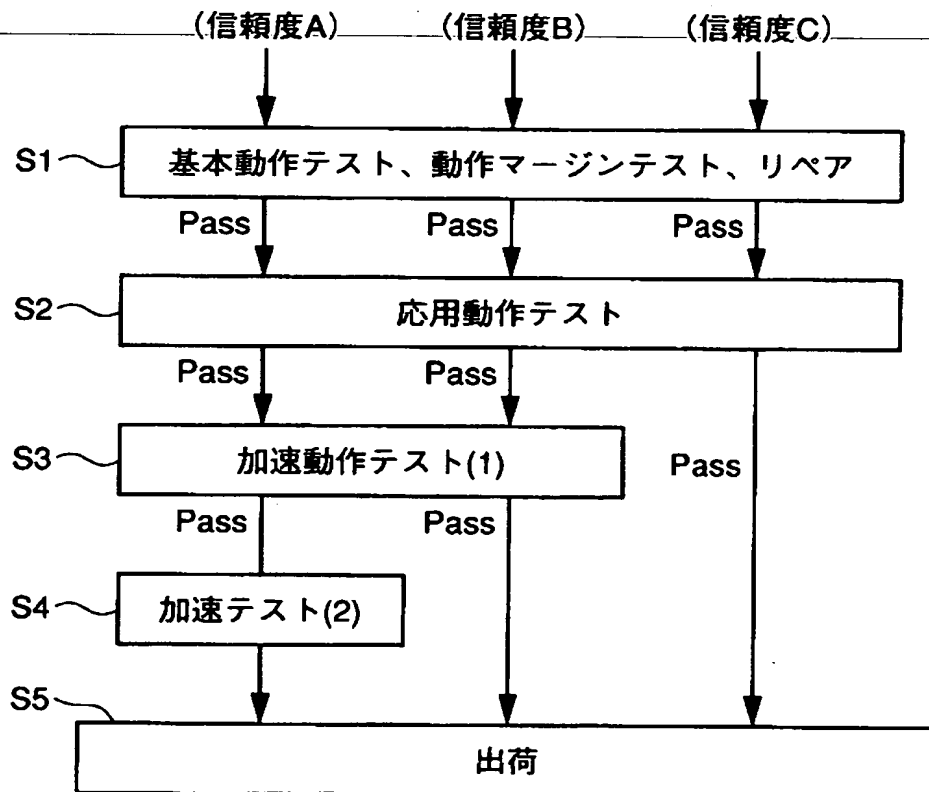 (信頼度A) (信頼度B) (信頼度C)
S1 基本動作テスト、動作マージンテスト、リペア
Pass Pass Pass
S2 応用動作テスト
Pass Pass
S3 加速動作テスト(1)
Pass
Pass Pass
S4 加速テスト(2)
S5
出荷